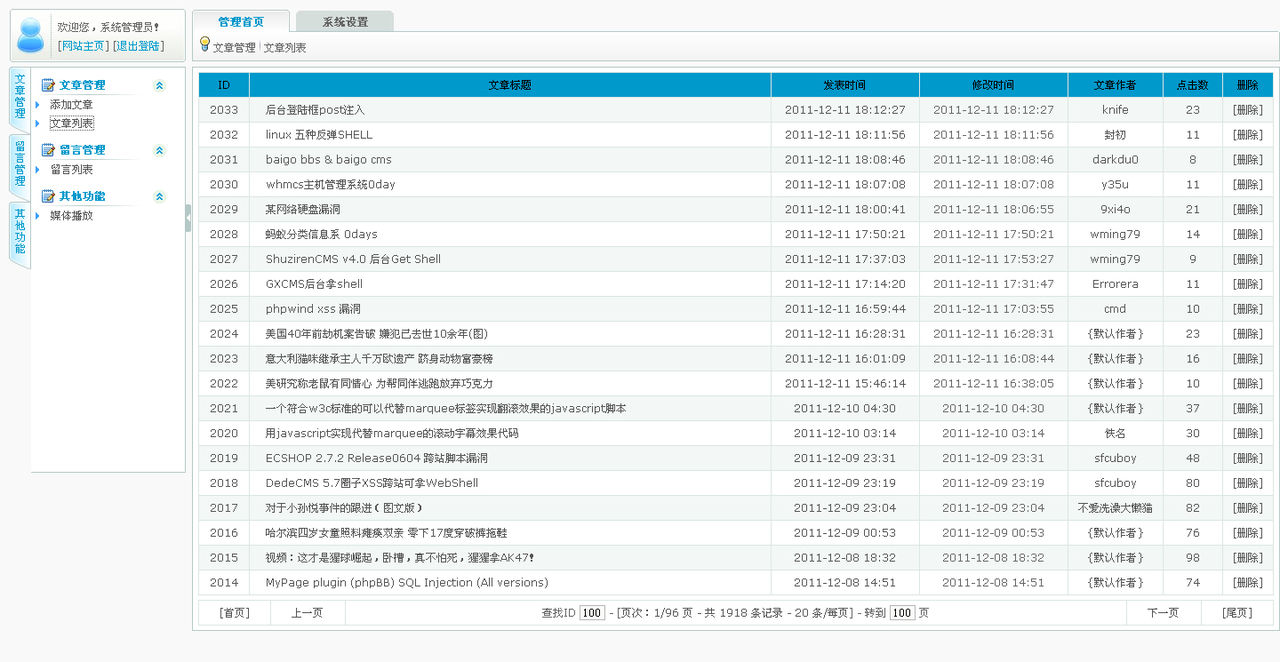 欢迎您，系统管理员！
[网站主页] [退出登陆]
管理首页
系统设置
文章管理 | 文章列表
文章管理
留言管理
其他功能
文章管理
添加文章
文章列表
留言管理
留言列表
其他功能
媒体播放
ID 文章标题 发表时间 修改时间 文章作者 点击数 删除
2033 后台登陆框post注入 2011-12-11 18:12:27 2011-12-11 18:12:27 knife 23 [删除]
2032 linux 五种反弹SHELL 2011-12-11 18:11:56 2011-12-11 18:11:56 封初 11 [删除]
2031 baigo bbs & baigo cms 2011-12-11 18:08:46 2011-12-11 18:08:46 darkdu0 8 [删除]
2030 whmcs主机管理系统0day 2011-12-11 18:07:08 2011-12-11 18:07:08 y35u 11 [删除]
2029 某网络硬盘漏洞 2011-12-11 18:00:41 2011-12-11 18:06:55 9xi4o 21 [删除]
2028 蚂蚁分类信息系 0days 2011-12-11 17:50:21 2011-12-11 17:50:21 wming79 14 [删除]
2027 ShuzirenCMS v4.0 后台Get Shell 2011-12-11 17:37:03 2011-12-11 17:53:27 wming79 9 [删除]
2026 GXCMS后台拿shell 2011-12-11 17:14:20 2011-12-11 17:31:47 Errorera 11 [删除]
2025 phpwind xss 漏洞 2011-12-11 16:59:44 2011-12-11 17:03:55 cmd 10 [删除]
2024 美国40年前劫机案告破 嫌犯已去世10余年(图) 2011-12-11 16:28:31 2011-12-11 16:28:31 {默认作者} 23 [删除]
2023 意大利猫咪继承主人千万欧遗产 跻身动物富豪榜 2011-12-11 16:01:09 2011-12-11 16:08:44 {默认作者} 16 [删除]
2022 美研究称老鼠有同情心 为帮同伴逃跑放弃巧克力 2011-12-11 15:46:14 2011-12-11 16:38:05 {默认作者} 10 [删除]
2021 一个符合w3c标准的可以代替marquee标签实现翻滚效果的javascript脚本 2011-12-10 04:30 2011-12-10 04:30 {默认作者} 37 [删除]
2020 用javascript实现代替marquee的滚动字幕效果代码 2011-12-10 03:14 2011-12-10 03:14 佚名 30 [删除]
2019 ECSHOP 2.7.2 Release0604 跨站脚本漏洞 2011-12-09 23:31 2011-12-09 23:31 sfcuboy 48 [删除]
2018 DedeCMS 5.7圈子XSS跨站可拿WebShell 2011-12-09 23:19 2011-12-09 23:19 sfcuboy 80 [删除]
2017 对于小孙悦事件的跟进（图文版） 2011-12-09 23:04 2011-12-09 23:04 不爱洗澡大懒猫 82 [删除]
2016 哈尔滨四岁女童照料瘫痪双亲 零下17度穿破裤拖鞋 2011-12-09 00:53 2011-12-09 00:53 {默认作者} 76 [删除]
2015 视频：这才是猩球崛起，卧槽，真不怕死，猩猩拿AK47！ 2011-12-08 18:32 2011-12-08 18:32 {默认作者} 98 [删除]
2014 MyPage plugin (phpBB) SQL Injection (All versions) 2011-12-08 14:51 2011-12-08 14:51 {默认作者} 74 [删除]
[首页] 上一页 查找ID 100 - [页次：1/96 页 - 共 1918 条记录 - 20 条/每页] - 转到 100 页 下一页 [尾页]